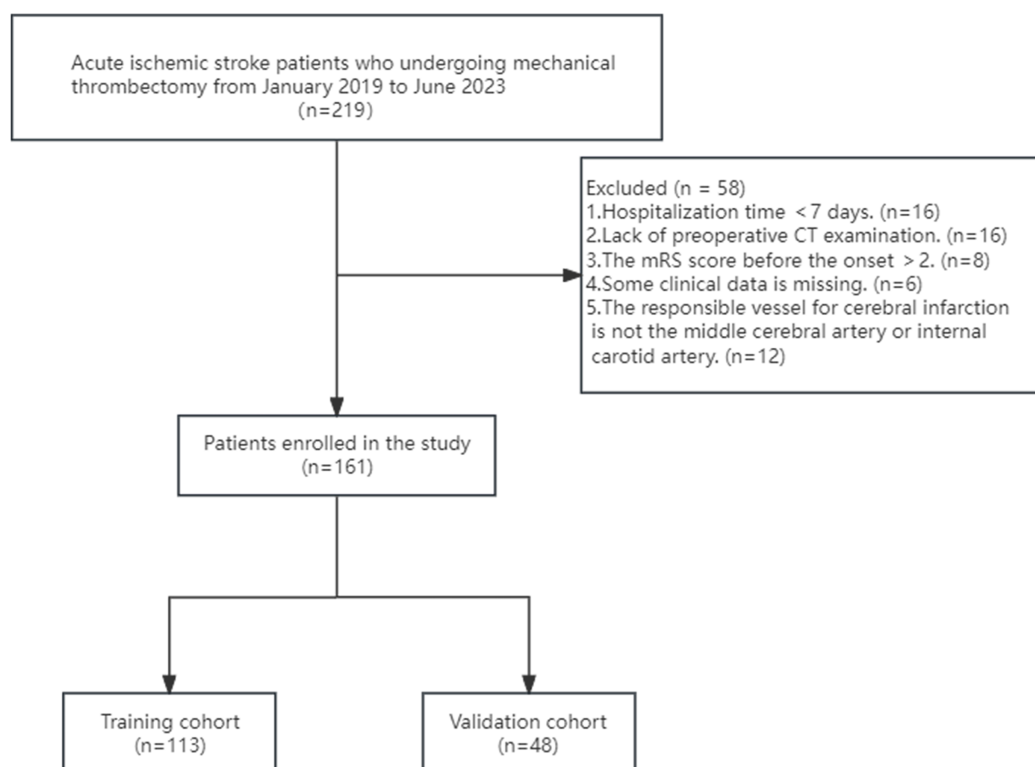 Acute ischemic stroke patients who undergoing mechanical
thrombectomy from January 2019 to June 2023
(n=219)
Excluded (n = 58)
1.Hospitalization time <7 days. (n=16)
2.Lack of preoperative CT examination. (n=16)
3.The mRS score before the onset >2. (n=8)
4.Some clinical data is missing. (n=6)
5.The responsible vessel for cerebral infarction
is not the middle cerebral artery or internal
carotid artery. (n=12)
Patients enrolled in the study
(n=161)
Training cohort
(n=113)
Validation cohort
(n=48)